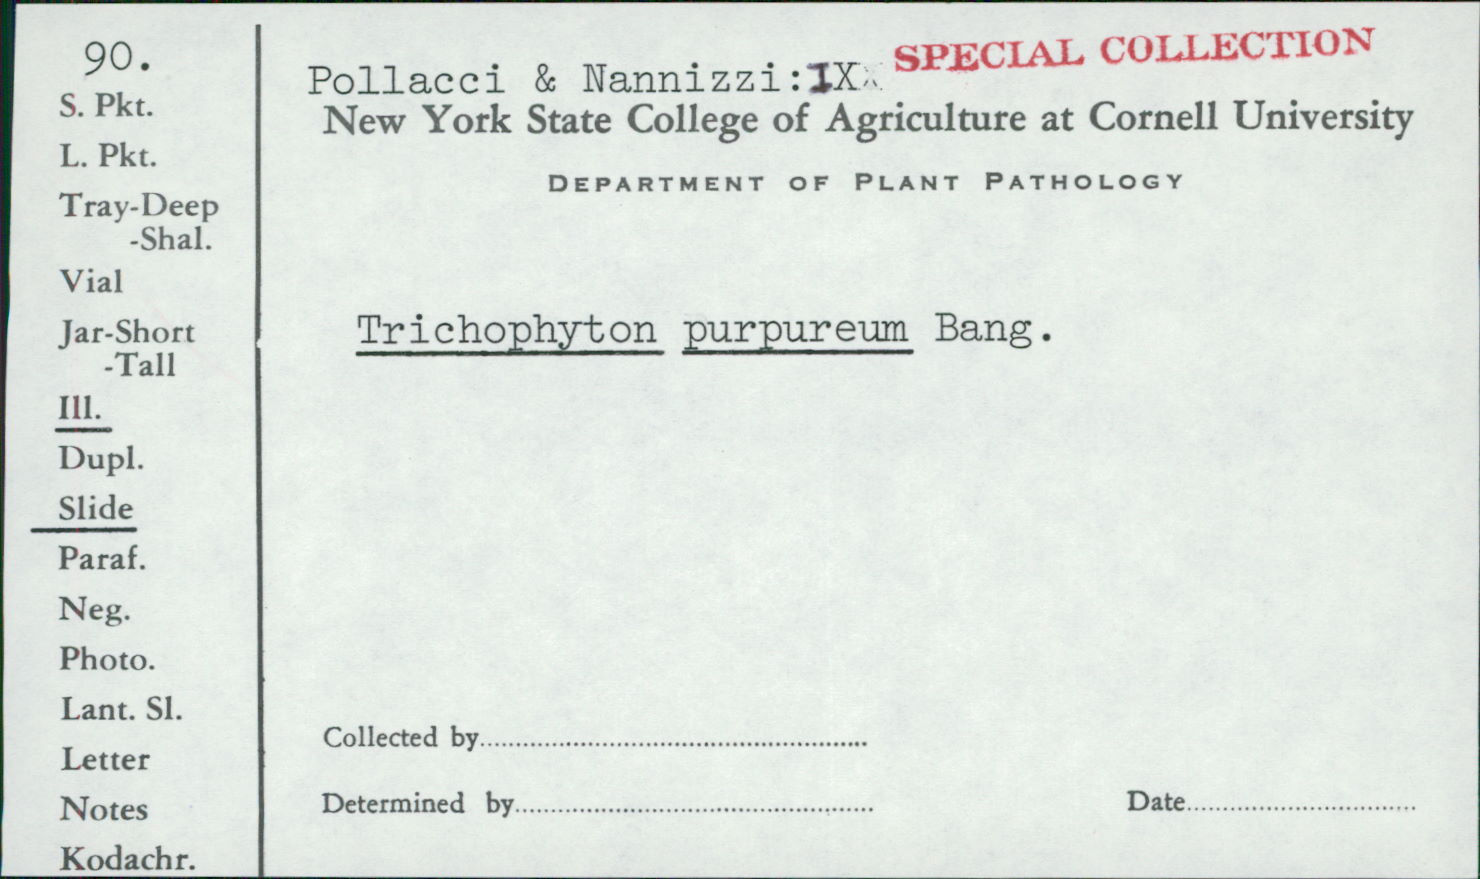 90.
S. Pkt.
L. Pkt.
Tray-Deep
-Shal.
Vial
Jar-Short
-Tall
Ill.
Dupl.
Slide
Paraf.
Neg.
Photo.
Lant. Sl.
Letter
Notes
Kodachr.
SPECIAL COLLECTION
Pollacci & Nannizzi:IX
New York State College of Agriculture at Cornell University
DEPARTMENT OF PLANT PATHOLOGY
Trichophyton purpureum Bang.
Collected by
Determined by
Date